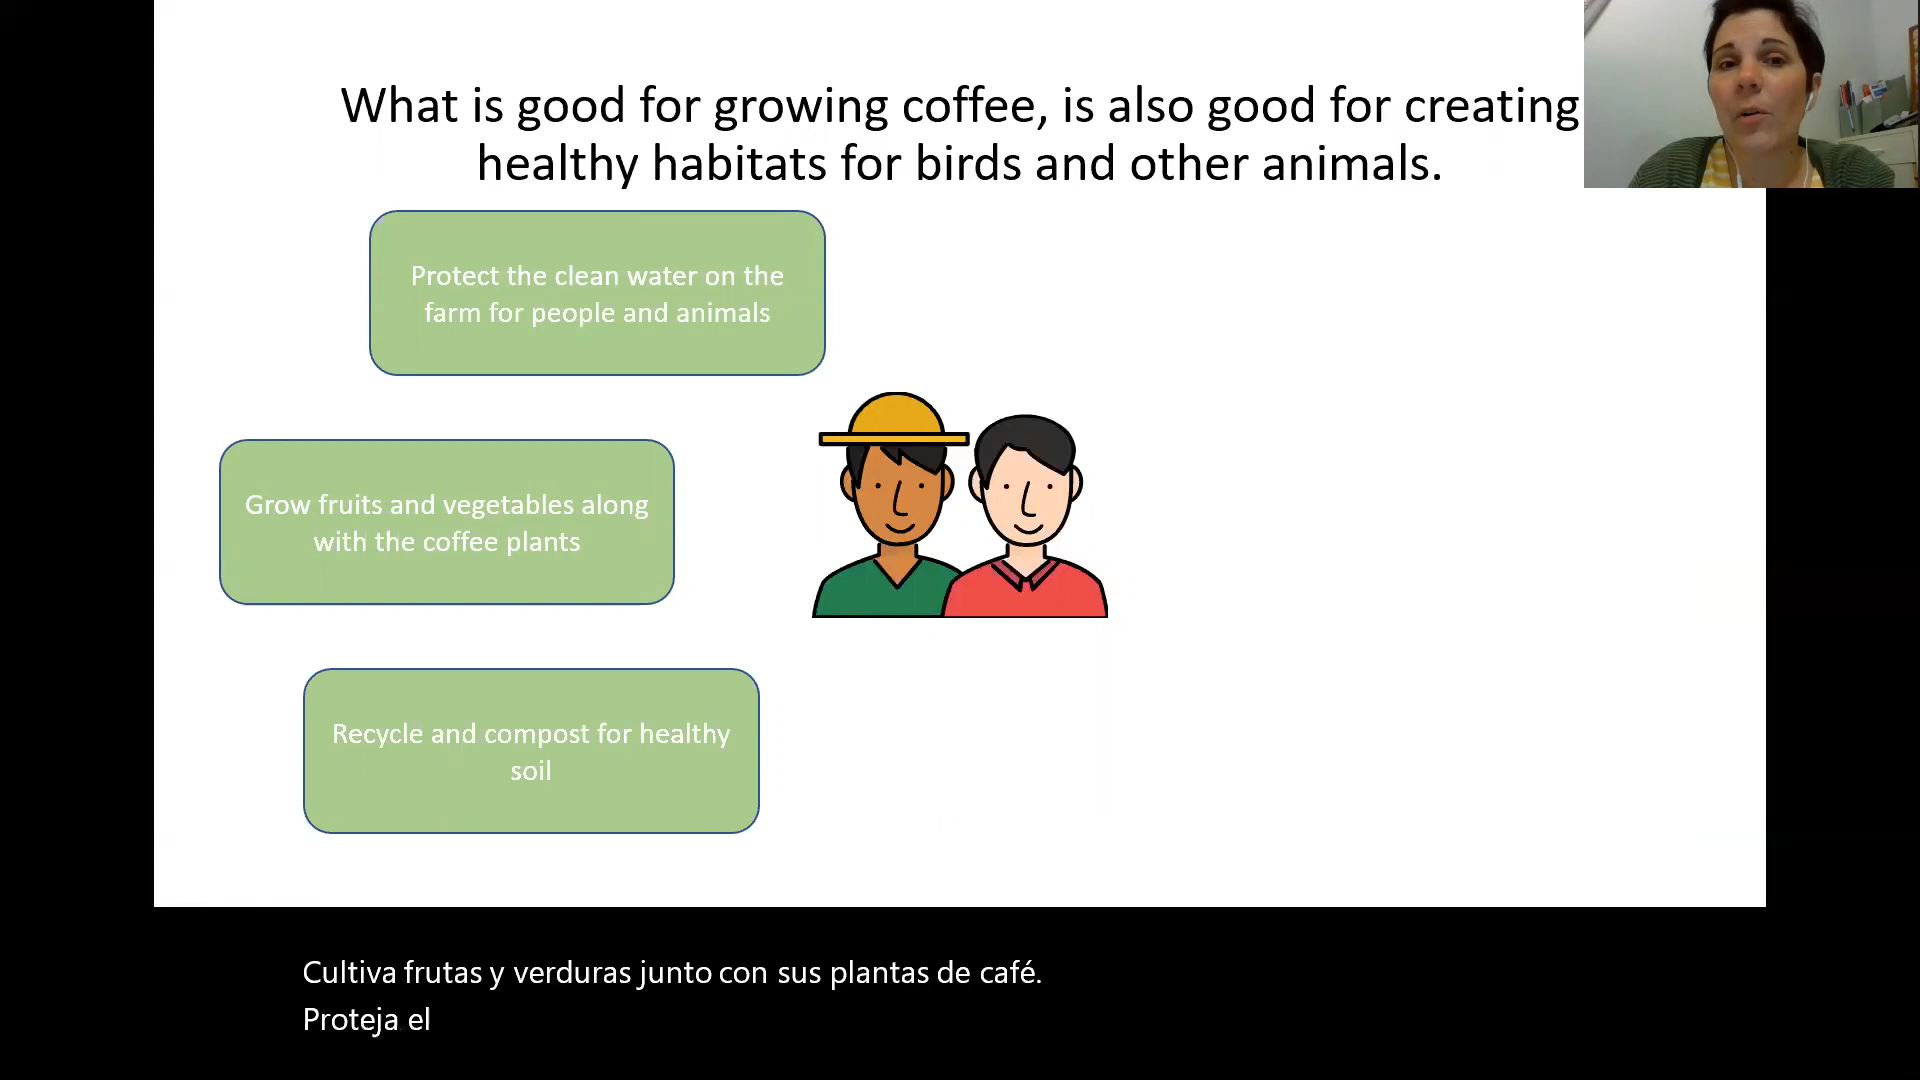 What is good for growing coffee, is also good for creating
healthy habitats for birds and other animals.
Protect the clean water on the
farm for people and animals
Grow fruits and vegetables along
with the coffee plants
Recycle and compost for healthy
soil
Cultiva frutas y verduras junto con sus plantas de café.
Proteja el